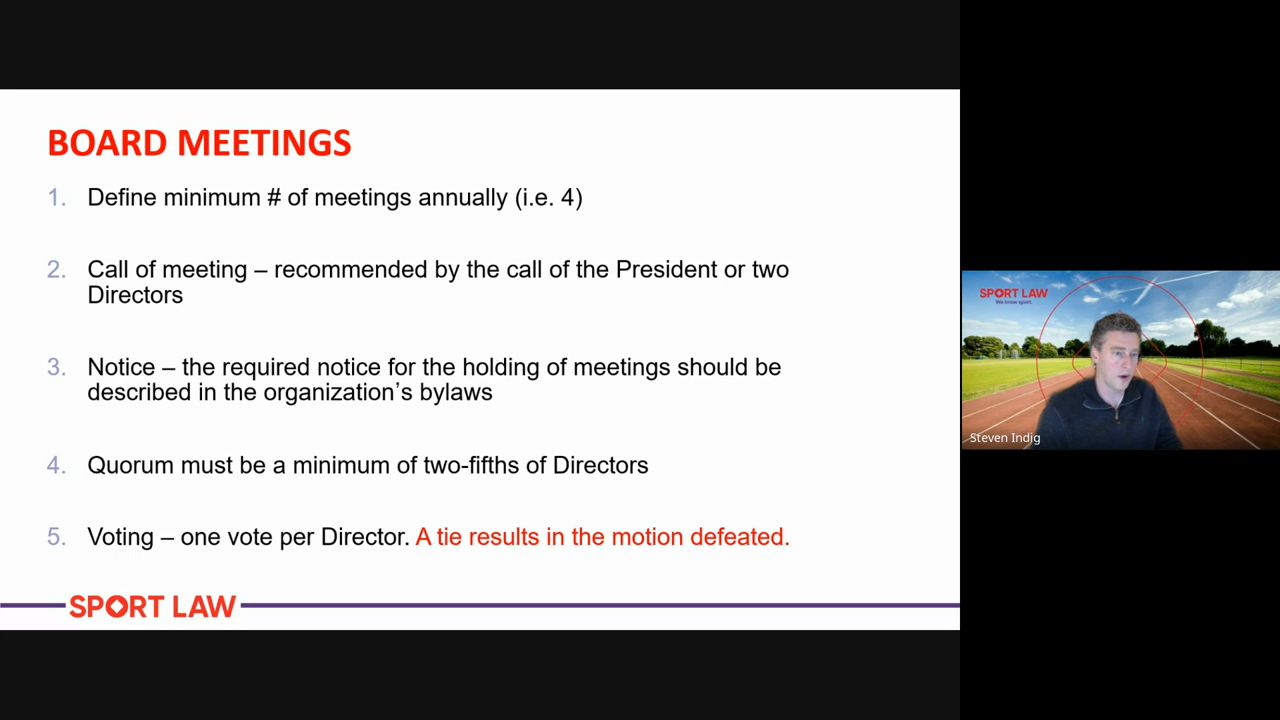 BOARD MEETINGS
1. Define minimum # of meetings annually (i.e. 4)
2. Call of meeting – recommended by the call of the President or two
Directors
3. Notice – the required notice for the holding of meetings should be
described in the organization’s bylaws
4. Quorum must be a minimum of two-fifths of Directors
5. Voting – one vote per Director. A tie results in the motion defeated.
SPORT LAW
SPORT LAW
We know sport.
Steven Indig